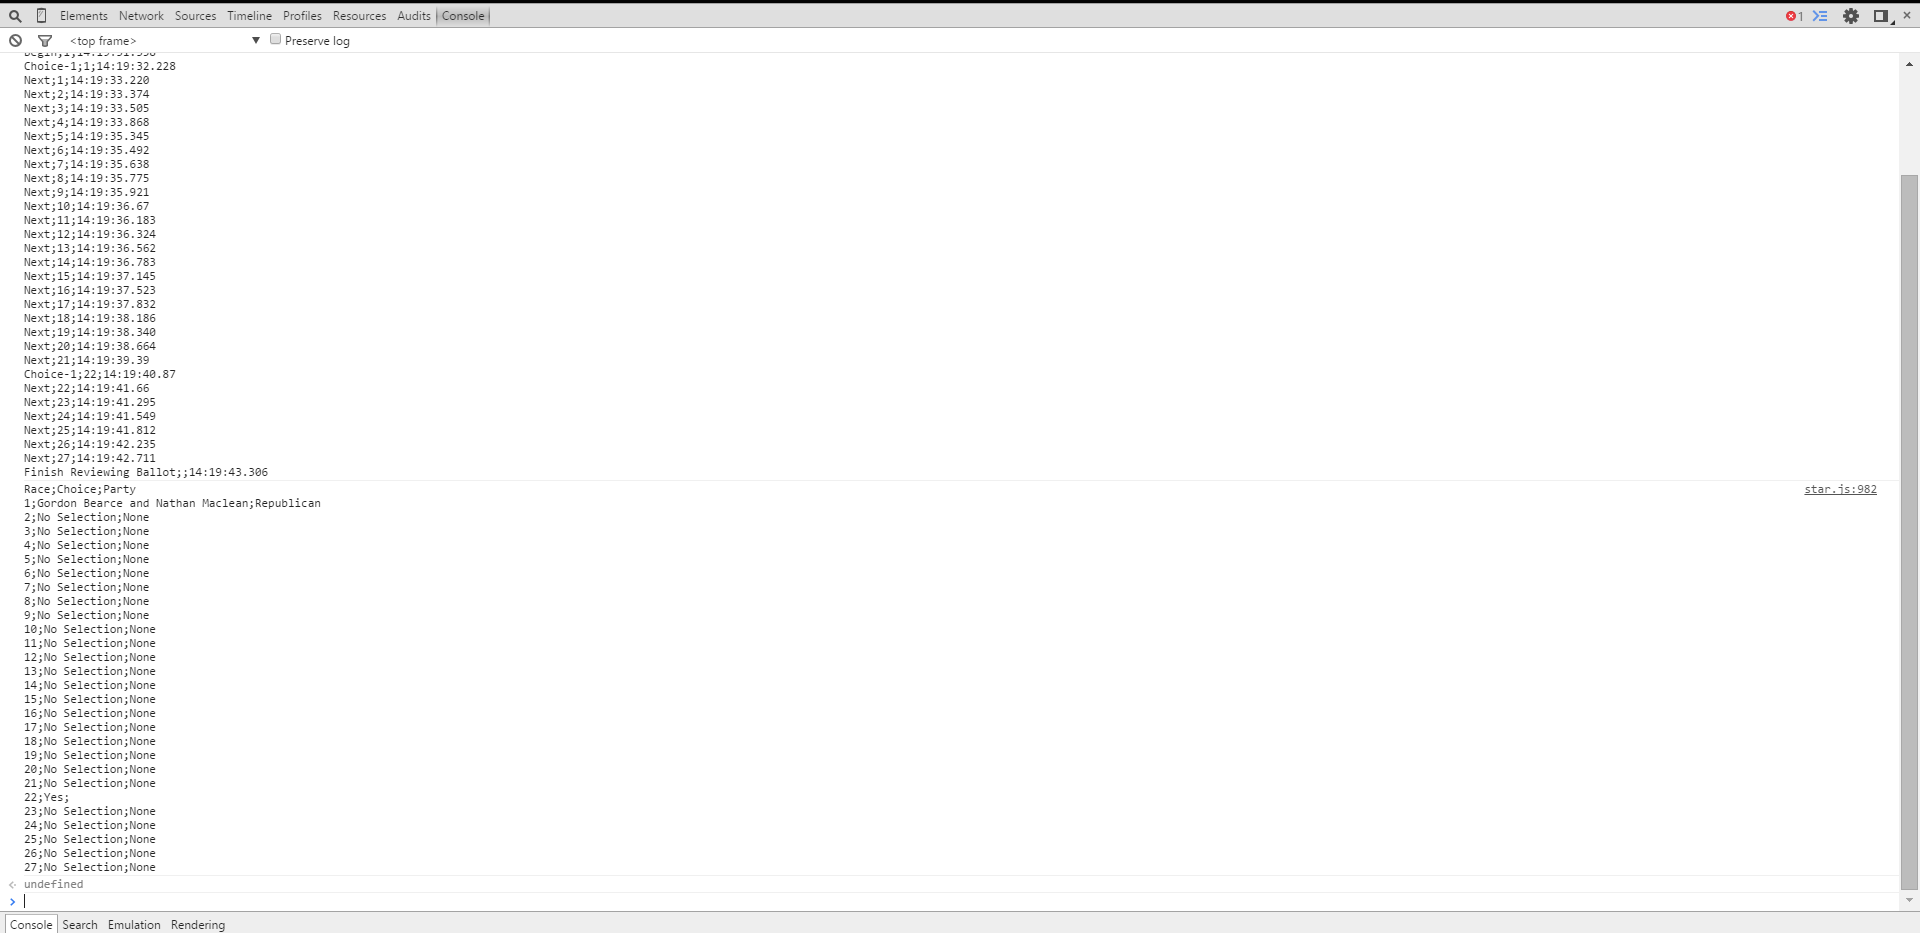 Elements Network Sources Timeline Profiles Resources Audits Console 1
<top frame> Preserve log
Begin;1;14:19:31.
Choice-1;1;14:19:32.228
Next;1;14:19:33.220
Next;2;14:19:33.374
Next;3;14:19:33.505
Next;4;14:19:33.868
Next;5;14:19:35.345
Next;6;14:19:35.492
Next;7;14:19:35.638
Next;8;14:19:35.775
Next;9;14:19:35.921
Next;10;14:19:36.67
Next;11;14:19:36.183
Next;12;14:19:36.324
Next;13;14:19:36.562
Next;14;14:19:36.783
Next;15;14:19:37.145
Next;16;14:19:37.523
Next;17;14:19:37.832
Next;18;14:19:38.186
Next;19;14:19:38.340
Next;20;14:19:38.664
Next;21;14:19:39.39
Choice-1;22;14:19:40.87
Next;22;14:19:41.66
Next;23;14:19:41.295
Next;24;14:19:41.549
Next;25;14:19:41.812
Next;26;14:19:42.235
Next;27;14:19:42.711
Finish Reviewing Ballot;;14:19:43.306
Race;Choice;Party star.js:982
1;Gordon Bearce and Nathan Maclean;Republican
2;No Selection;None
3;No Selection;None
4;No Selection;None
5;No Selection;None
6;No Selection;None
7;No Selection;None
8;No Selection;None
9;No Selection;None
10;No Selection;None
11;No Selection;None
12;No Selection;None
13;No Selection;None
14;No Selection;None
15;No Selection;None
16;No Selection;None
17;No Selection;None
18;No Selection;None
19;No Selection;None
20;No Selection;None
21;No Selection;None
22;Yes;
23;No Selection;None
24;No Selection;None
25;No Selection;None
26;No Selection;None
27;No Selection;None
undefined
Console Search Emulation Rendering